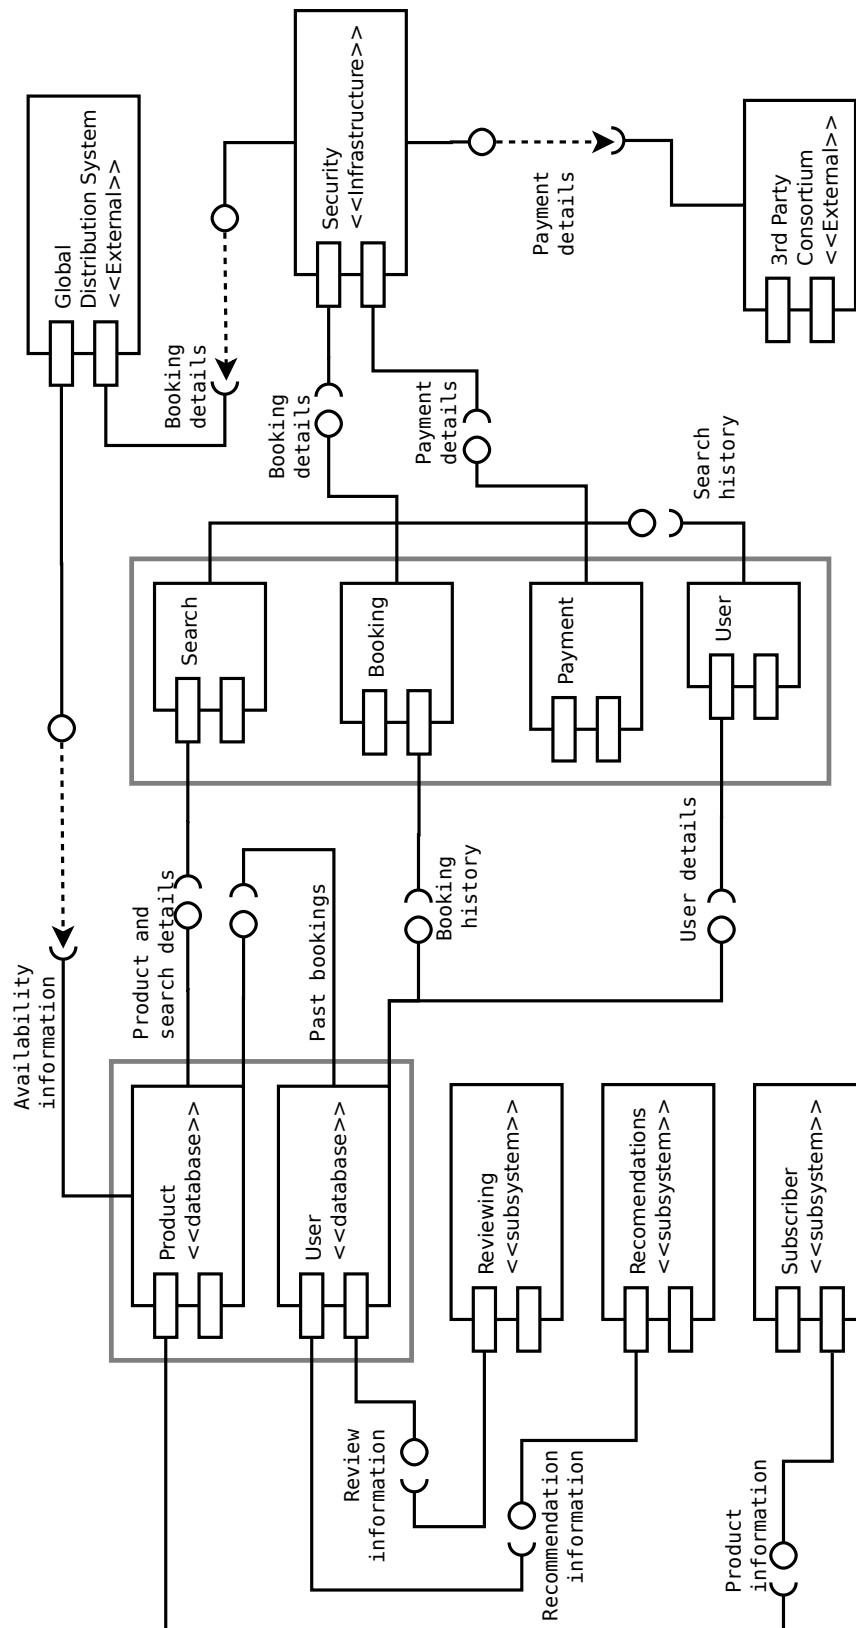 Availability
information
Global
Distribution System
<<External>>
Product and
search details
Product
<<database>>
Search
Booking
details
Past bookings
User
<<database>>
Booking
details
Security
<<Infrastructure>>
Review
information
Booking
Payment
details
Booking
history
Reviewing
<<subsystem>>
Payment
details
Recommendation
information
Payment
Recomendations
<<subsystem>>
User details
Search
history
User
Product
information
Subscriber
<<subsystem>>
3rd Party
Consortium
<<External>>